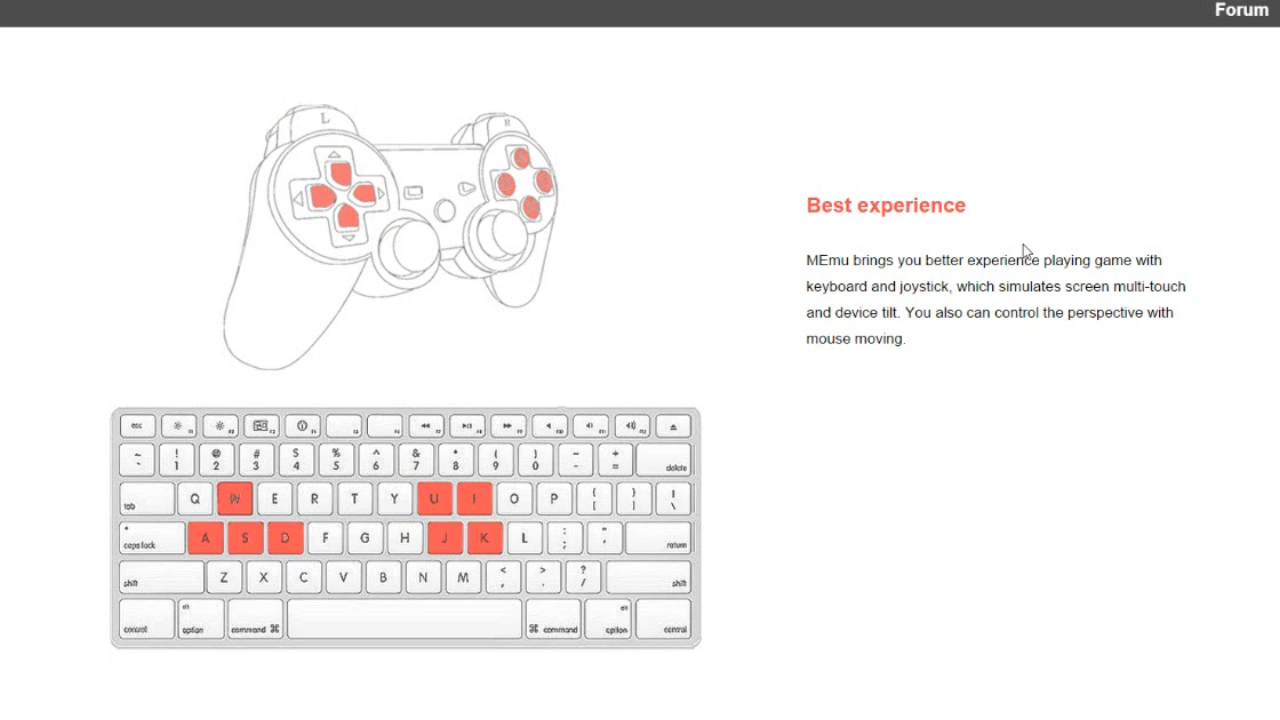 Forum
L
R
Best experience
MEmu brings you better experience playing game with
keyboard and joystick, which simulates screen multi-touch
and device tilt. You also can control the perspective with
mouse moving.
esc
~ ! @ # $ % ^ & * ( ) - +
` 1 2 3 4 5 6 7 8 9 0 - = delete
tab Q W E R T Y U I O P { [ } ] | \
caps lock A S D F G H J K L : ; " ' return
shift Z X C V B N M < , > . ? / shift
control alt option command ⌘ ⌘ command alt option control